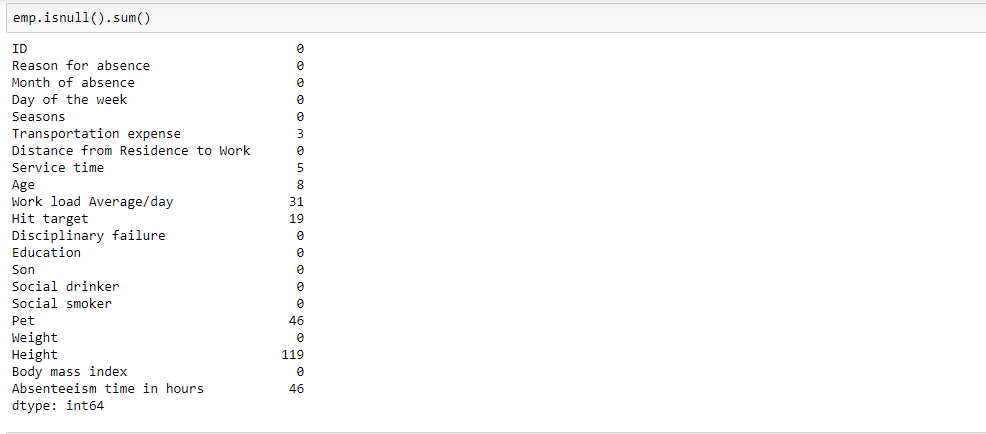 emp.isnull().sum()
ID 0
Reason for absence 0
Month of absence 0
Day of the week 0
Seasons 0
Transportation expense 3
Distance from Residence to Work 0
Service time 5
Age 8
Work load Average/day 31
Hit target 19
Disciplinary failure 0
Education 0
Son 0
Social drinker 0
Social smoker 0
Pet 46
Weight 0
Height 119
Body mass index 0
Absenteeism time in hours 46
dtype: int64